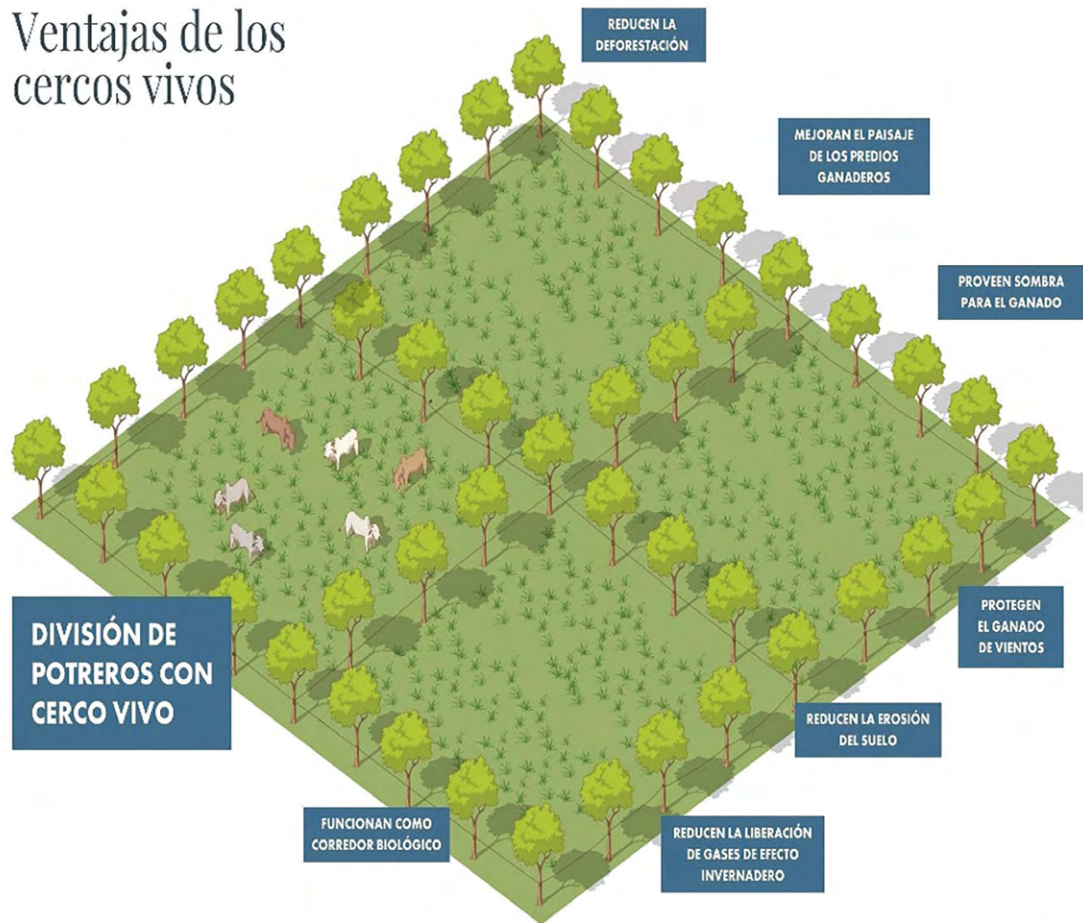 Ventajas de los
cercos vivos
REDUCEN LA
DEFORESTACIÓN
MEJORAN EL PAISAJE
DE LOS PREDIOS
GANADEROS
PROVEEN SOMBRA
PARA EL GANADO
DIVISIÓN DE
POTREROS CON
CERCO VIVO
PROTEGEN
EL GANADO
DE VIENTOS
REDUCEN LA EROSIÓN
DEL SUELO
FUNCIONAN COMO
CORREDOR BIOLÓGICO
REDUCEN LA LIBERACIÓN
DE GASES DE EFECTO
INVERNADERO